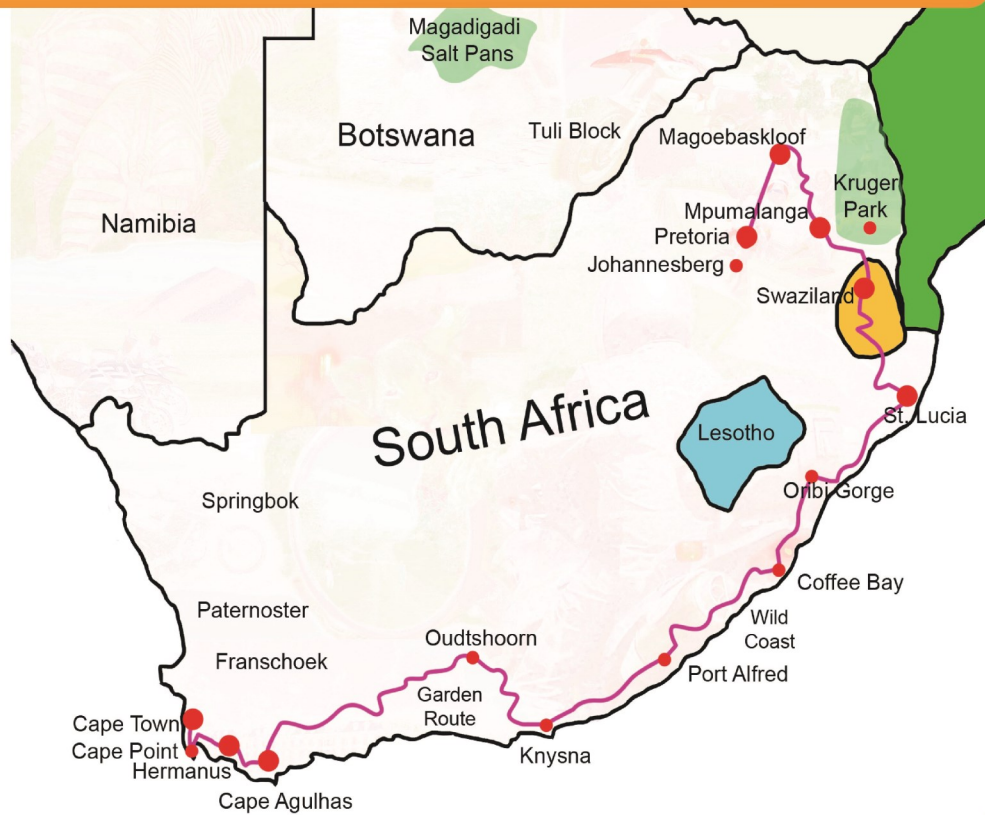 Magadigadi
Salt Pans
Botswana
Tuli Block
Magoebaskloof
Kruger
Park
Namibia
Mpumalanga
Pretoria
Johannesberg
Swaziland
South Africa
Lesotho
St. Lucia
Oribi Gorge
Springbok
Coffee Bay
Paternoster
Wild
Coast
Oudtshoorn
Franschoek
Port Alfred
Garden
Route
Cape Town
Cape Point
Hermanus
Knysna
Cape Agulhas